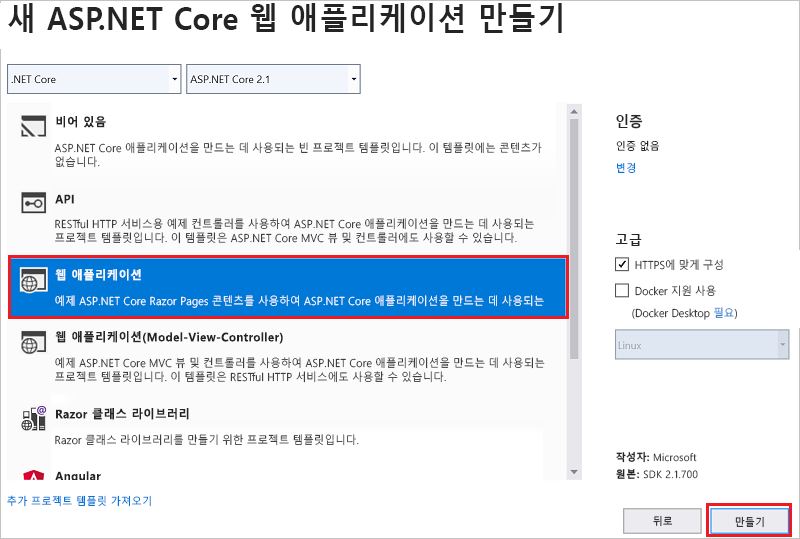 새 ASP.NET Core 웹 애플리케이션 만들기
.NET Core
ASP.NET Core 2.1
비어 있음
ASP.NET Core 애플리케이션을 만드는 데 사용되는 빈 프로젝트 템플릿입니다. 이 템플릿에는 콘텐츠가
없습니다.
API
RESTful HTTP 서비스용 예제 컨트롤러를 사용하여 ASP.NET Core 애플리케이션을 만드는 데 사용되는
프로젝트 템플릿입니다. 이 템플릿은 ASP.NET Core MVC 뷰 및 컨트롤러에도 사용할 수 있습니다.
웹 애플리케이션
예제 ASP.NET Core Razor Pages 콘텐츠를 사용하여 ASP.NET Core 애플리케이션을 만드는 데 사용되는
웹 애플리케이션(Model-View-Controller)
예제 ASP.NET Core MVC 뷰 및 컨트롤러를 사용하여 ASP.NET Core 애플리케이션을 만드는 데 사용되는
프로젝트 템플릿입니다. 이 템플릿은 RESTful HTTP 서비스에도 사용할 수 있습니다.
Razor 클래스 라이브러리
Razor 클래스 라이브러리를 만들기 위한 프로젝트 템플릿입니다.
Angular
추가 프로젝트 템플릿 가져오기
인증
인증 없음
변경
고급
HTTPS에 맞게 구성
Docker 지원 사용
(Docker Desktop 필요)
Linux
작성자: Microsoft
원본: SDK 2.1.700
뒤로
만들기